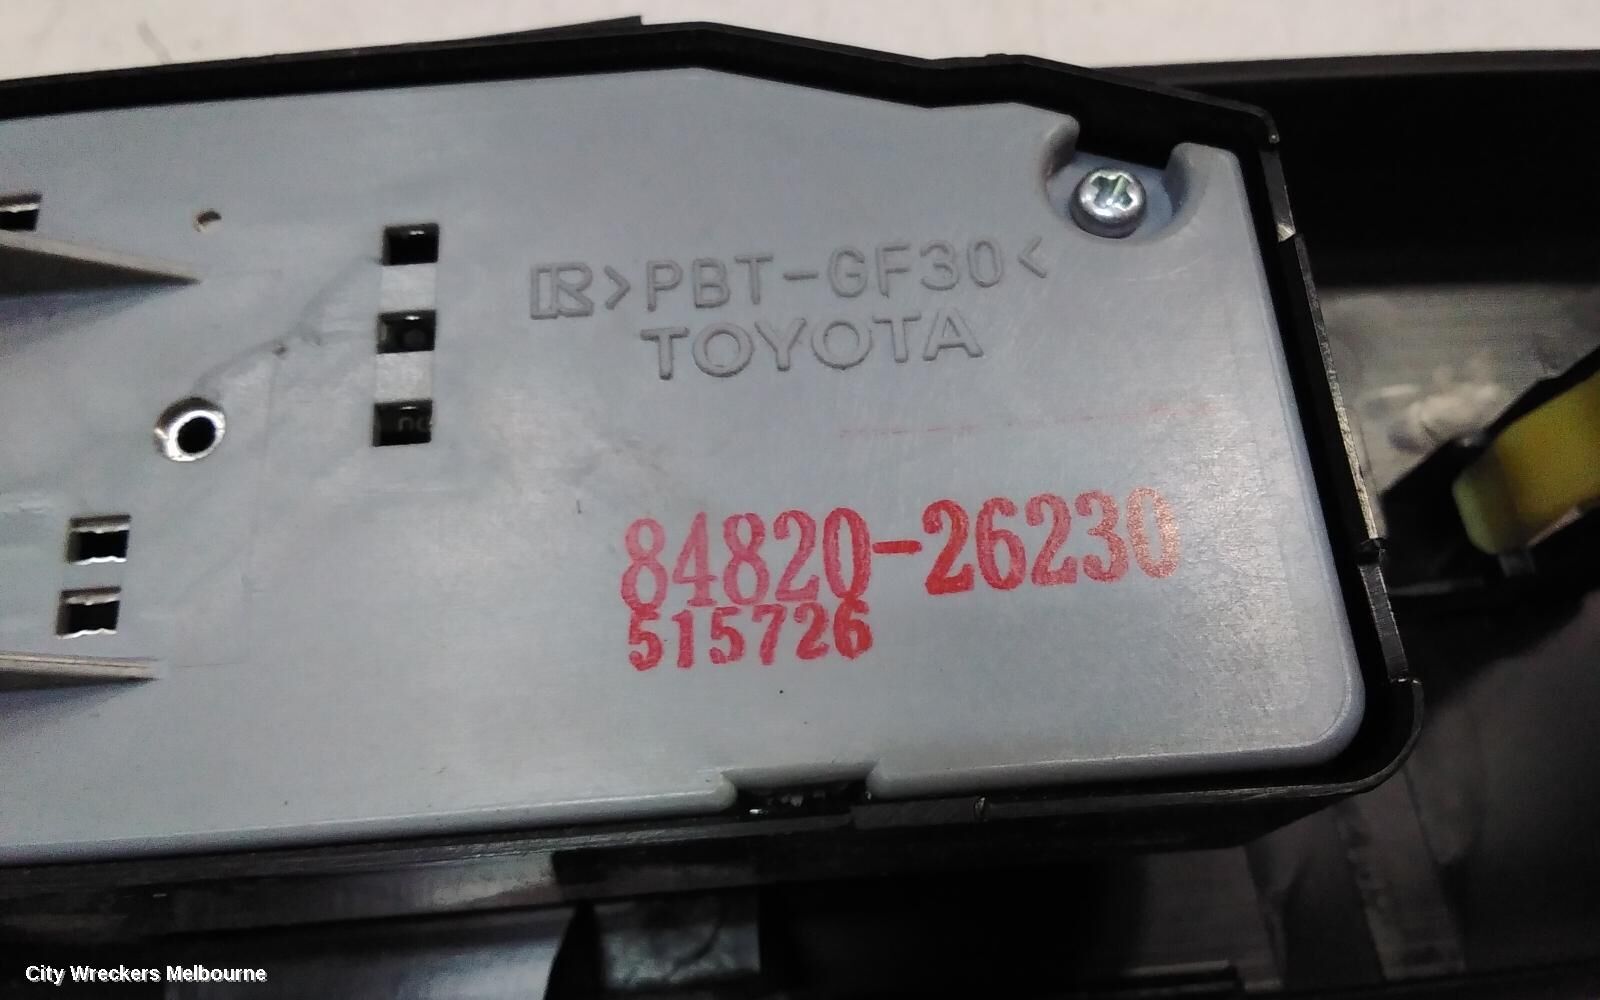 R>PBT-GF30<
TOYOTA
84820-26230
515726
City Wreckers Melbourne